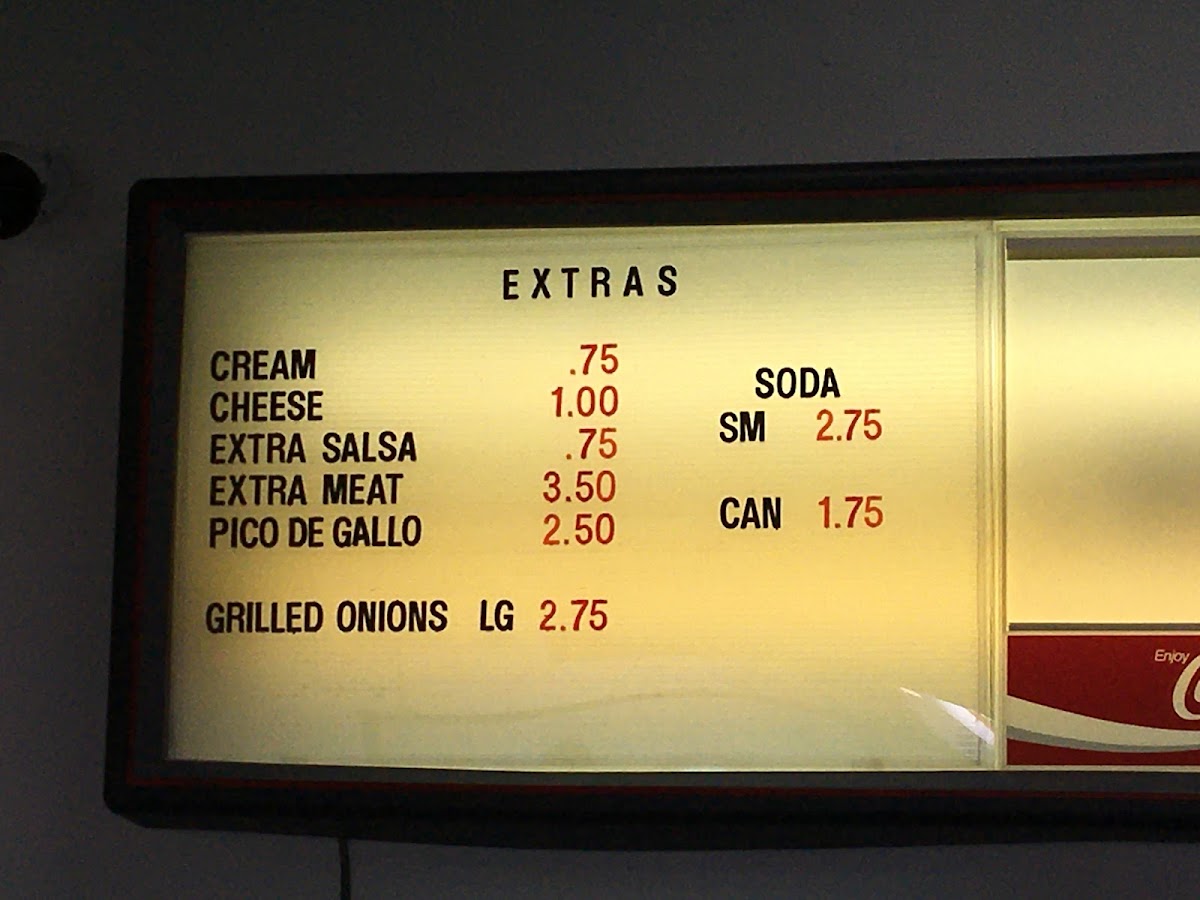 EXTRAS
CREAM .75
CHEESE 1.00
EXTRA SALSA .75
EXTRA MEAT 3.50
PICO DE GALLO 2.50
GRILLED ONIONS LG 2.75
SODA
SM 2.75
CAN 1.75
Enjoy